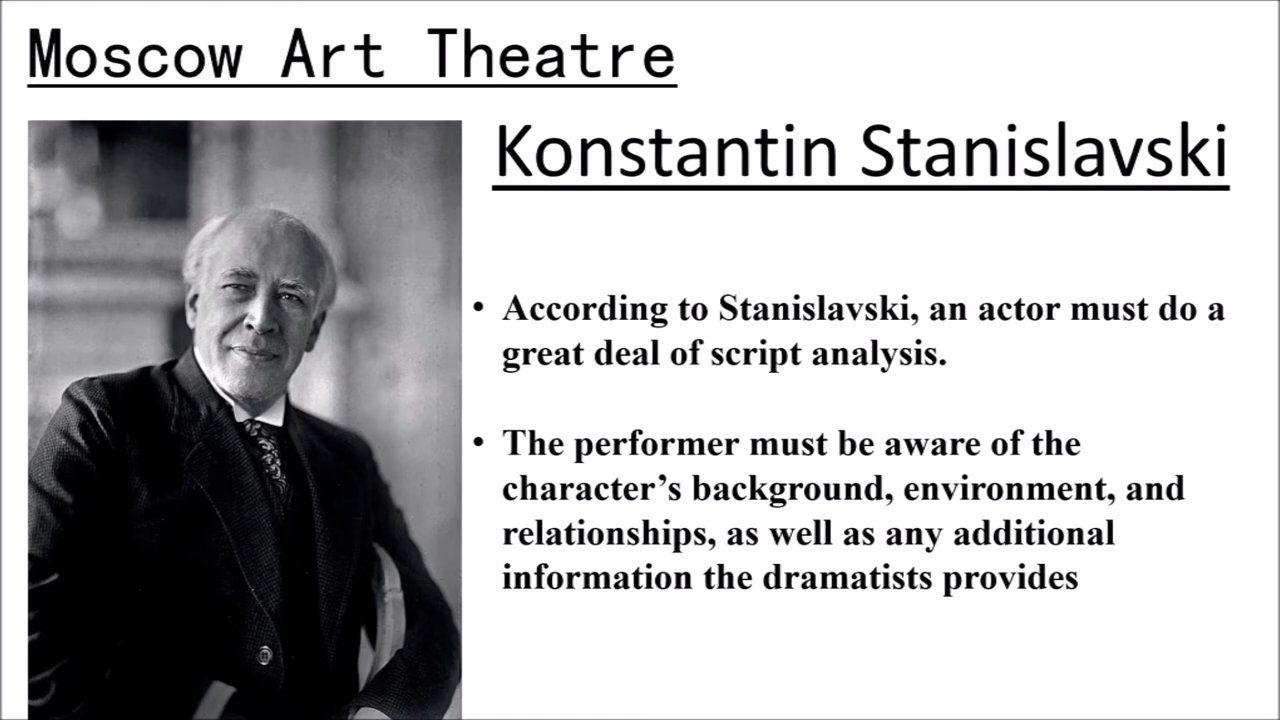 Moscow Art Theatre
Konstantin Stanislavski
• According to Stanislavski, an actor must do a
great deal of script analysis.
• The performer must be aware of the
character’s background, environment, and
relationships, as well as any additional
information the dramatists provides